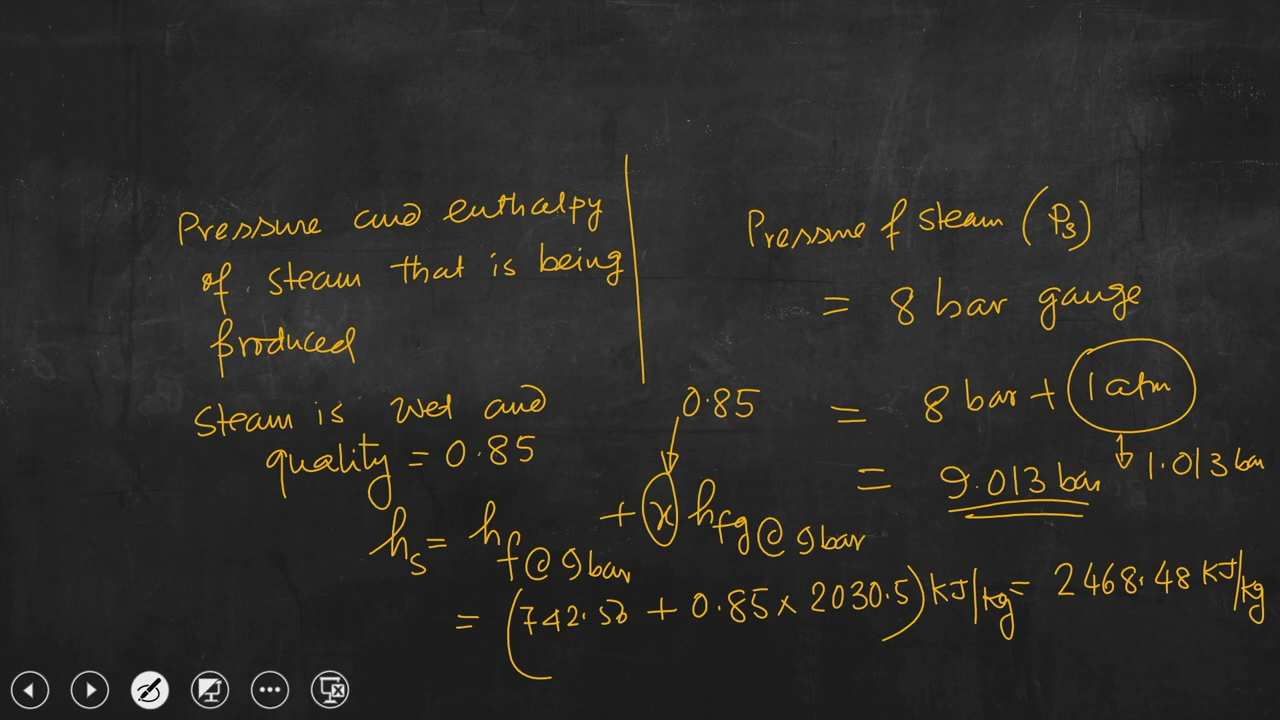 Pressure and enthalpy
of steam that is being
produced
Steam is wet and
quality = 0.85
Pressure of steam (Ps)
= 8 bar gauge
= 8 bar + 1 atm
1.013 bar
= 9.013 bar
0.85
hs = hf@9bar + x hfg@9bar
= (742.56 + 0.85 × 2030.5) KJ/kg = 2468.48 KJ/kg